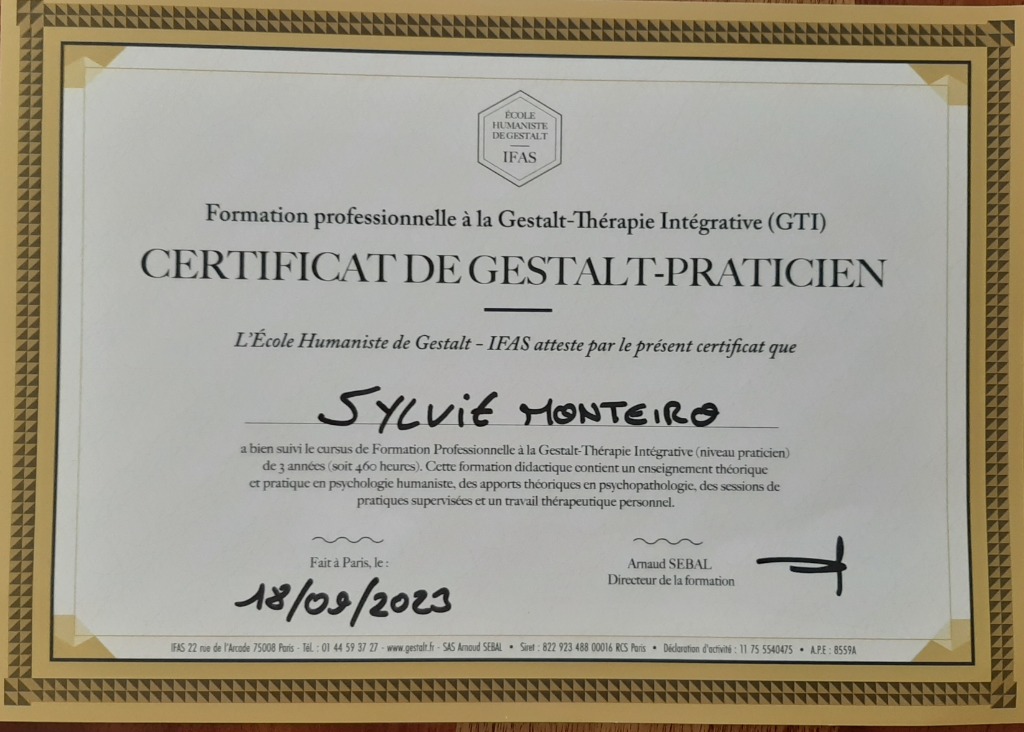 ÉCOLE
HUMANISTE
DE GESTALT
IFAS
Formation professionnelle à la Gestalt-Thérapie Intégrative (GTI)
CERTIFICAT DE GESTALT-PRATICIEN
L'École Humaniste de Gestalt - IFAS atteste par le présent certificat que
SYLVIE MONTEIRO
a bien suivi le cursus de Formation Professionnelle à la Gestalt-Thérapie Intégrative (niveau praticien)
de 3 années (soit 460 heures). Cette formation didactique contient un enseignement théorique
et pratique en psychologie humaniste, des apports théoriques en psychopathologie, des sessions de
pratiques supervisées et un travail thérapeutique personnel.
Fait à Paris, le :
18/09/2023
Arnaud SEBAL
Directeur de la formation
IFAS 22 rue de l'Arcade 75008 Paris - Tél. : 01 44 59 37 27 - www.gestalt.fr - SAS Arnaud SEBAL • Siret : 822 923 488 00016 RCS Paris • Déclaration d'activité : 11 75 5540475 • A.P.E : 8559A